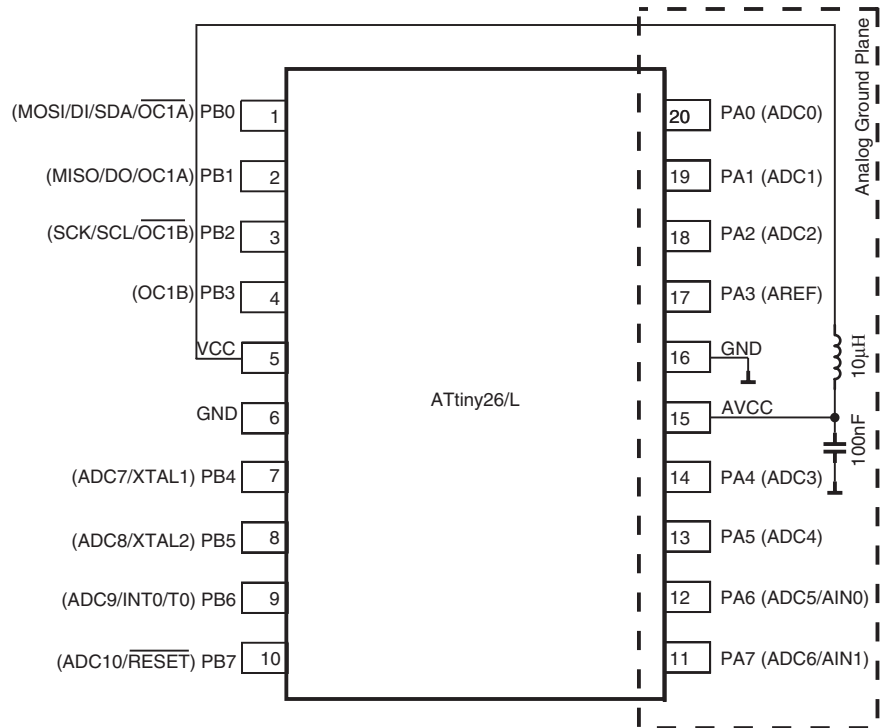 Analog Ground Plane
(MOSI/DI/SDA/OC1A) PB0
1
20
PA0 (ADC0)
(MISO/DO/OC1A) PB1
2
19
PA1 (ADC1)
(SCK/SCL/OC1B) PB2
3
18
PA2 (ADC2)
(OC1B) PB3
4
17
PA3 (AREF)
VCC
5
16
GND
10µH
GND
6
ATtiny26/L
15
AVCC
100nF
(ADC7/XTAL1) PB4
7
14
PA4 (ADC3)
(ADC8/XTAL2) PB5
8
13
PA5 (ADC4)
(ADC9/INT0/T0) PB6
9
12
PA6 (ADC5/AIN0)
(ADC10/RESET) PB7
10
11
PA7 (ADC6/AIN1)